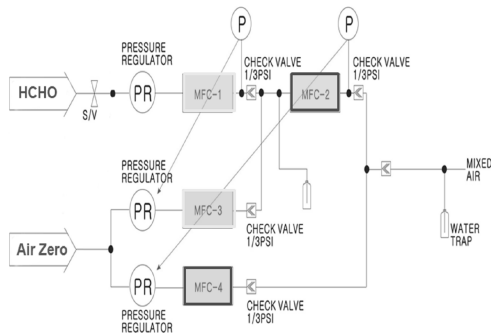 P
P
PRESSURE
REGULATOR
CHECK VALVE
1/3PSI
CHECK VALVE
1/3PSI
HCHO
S/V
PR
MFC-1
MFC-2
PRESSURE
REGULATOR
MIXED
AIR
PR
MFC-3
CHECK VALVE
1/3PSI
WATER
TRAP
Air Zero
PR
MFC-4
CHECK VALVE
1/3PSI
PRESSURE
REGULATOR